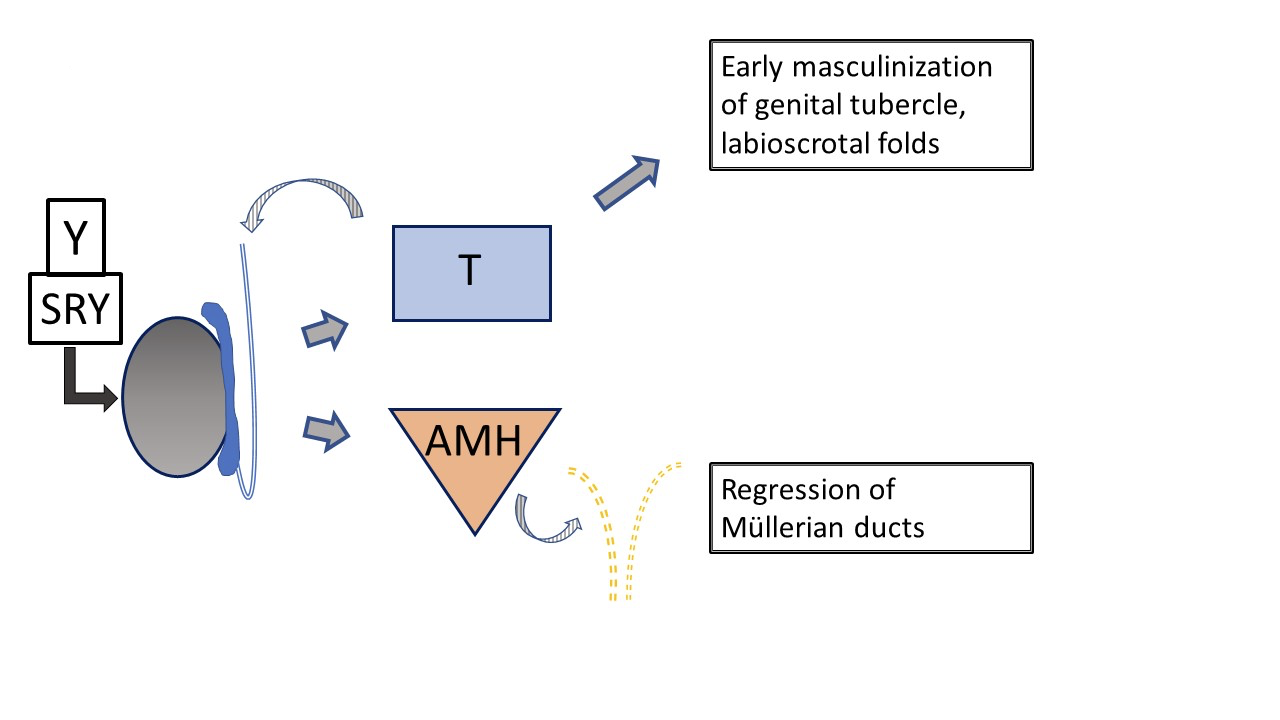 Early masculinization
of genital tubercle,
labioscrotal folds
Y
SRY
T
AMH
Regression of
Müllerian ducts